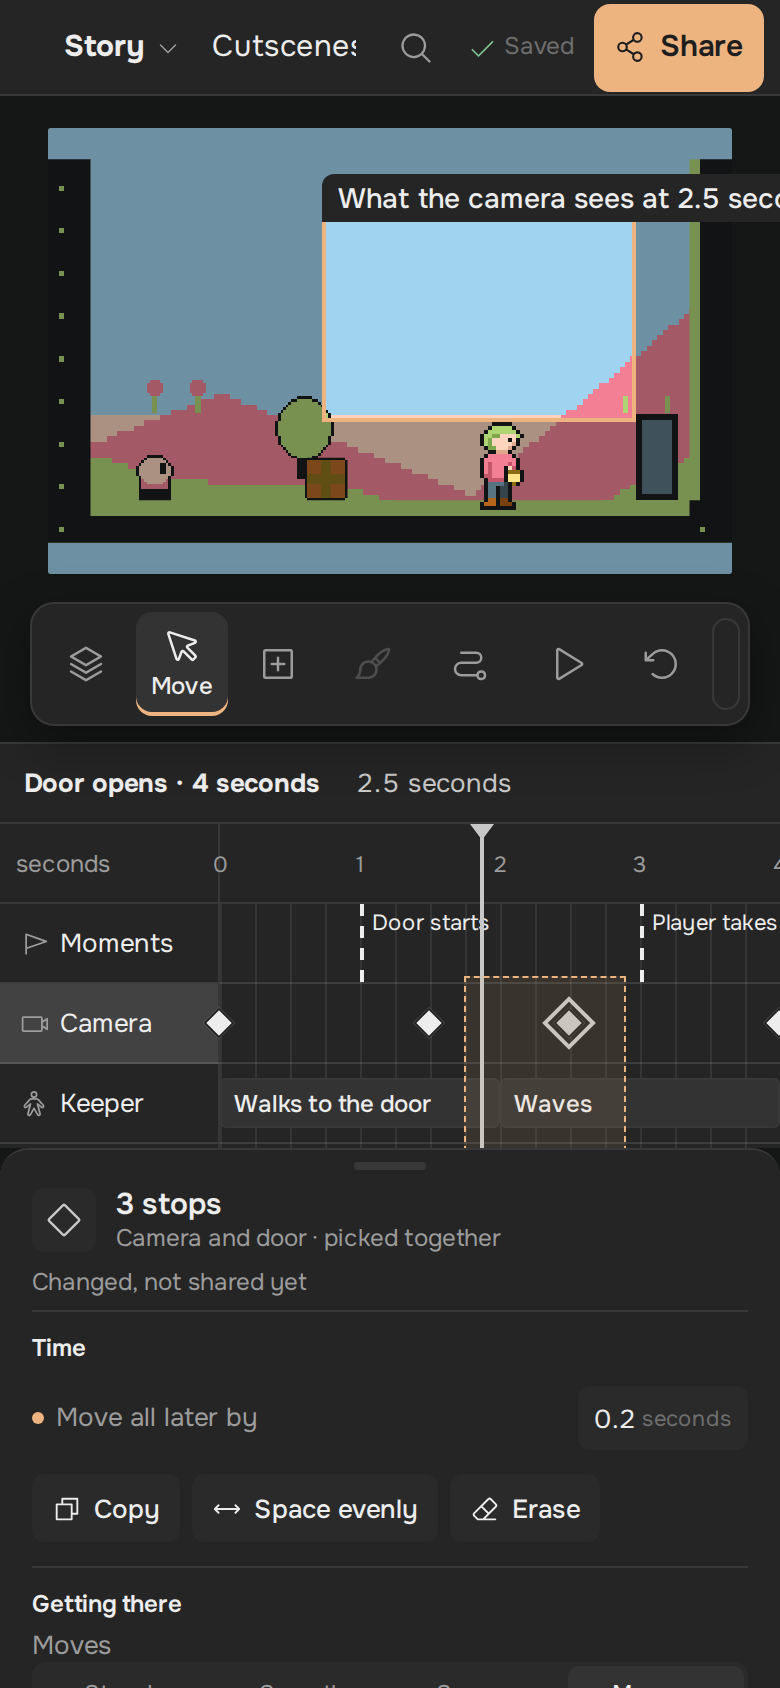 Story
Cutscenes
Saved
Share
What the camera sees at 2.5
Move
Door opens · 4 seconds
2.5 seconds
seconds
0
1
2
3
4
Moments
Door starts
Player takes
Camera
Keeper
Walks to the door
Waves
3 stops
Camera and door · picked together
Changed, not shared yet
Time
Move all later by
0.2 seconds
Copy
Space evenly
Erase
Getting there
Moves